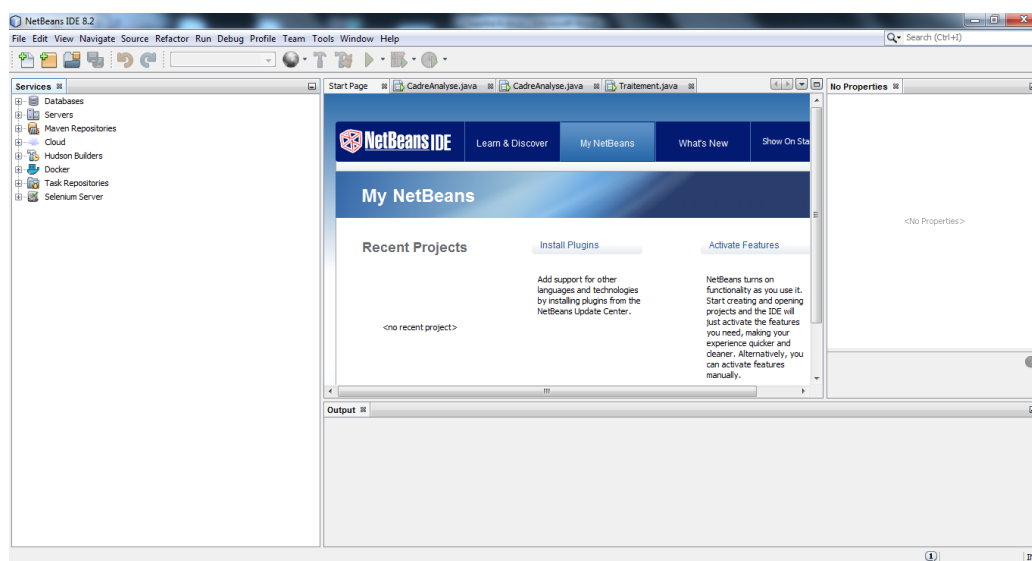 NetBeans IDE 8.2
File Edit View Navigate Source Refactor Run Debug Profile Team Tools Window Help
Search (Ctrl+I)
Services
Databases
Servers
Maven Repositories
Cloud
Hudson Builders
Docker
Task Repositories
Selenium Server
Start Page CadreAnalyse.java CadreAnalyse.java Traitement.java
NetBeans IDE
Learn & Discover My NetBeans What's New Show On Sta
My NetBeans
Recent Projects
<no recent project>
Install Plugins
Add support for other
languages and technologies
by installing plugins from the
NetBeans Update Center.
Activate Features
NetBeans turns on
functionality as you use it.
Start creating and opening
projects and the IDE will
just activate the features
you need, making your
experience quicker and
cleaner. Alternatively, you
can activate features
manually.
No Properties
<No Properties>
Output
1